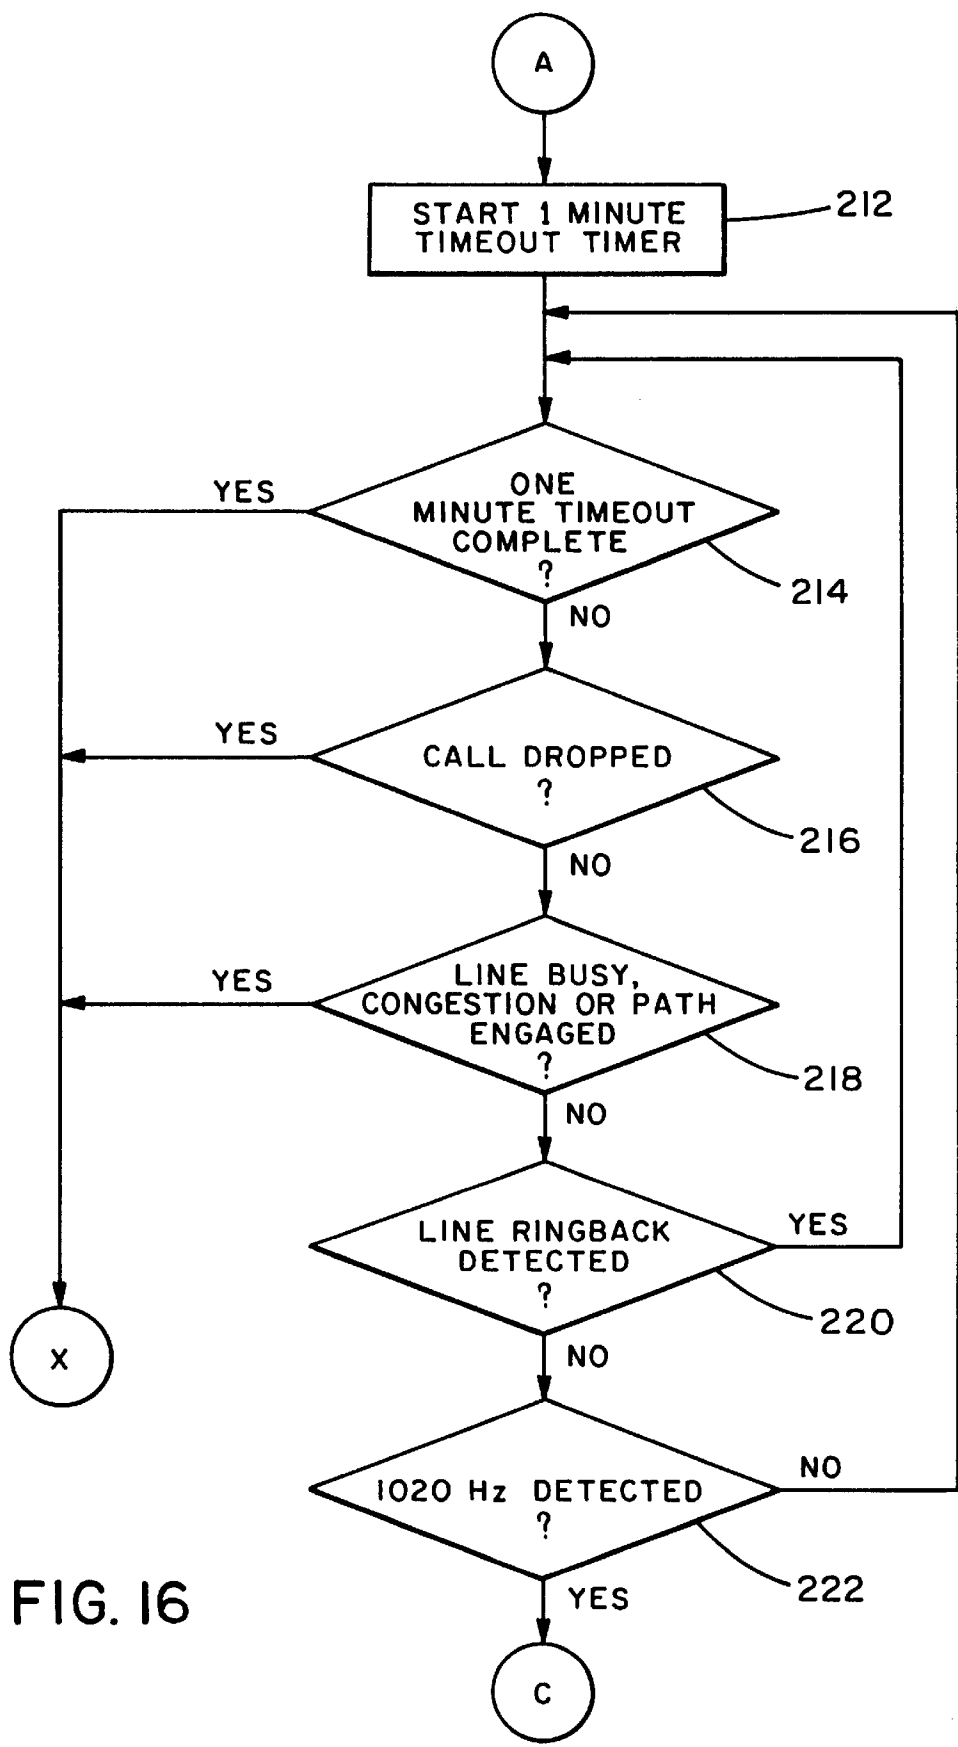 A
START 1 MINUTE
TIMEOUT TIMER
212
YES
ONE
MINUTE TIMEOUT
COMPLETE
?
214
NO
YES
CALL DROPPED
?
216
NO
YES
LINE BUSY,
CONGESTION OR PATH
ENGAGED
?
218
NO
LINE RINGBACK
DETECTED
?
YES
220
X
NO
1020 Hz DETECTED
?
NO
222
FIG. 16
YES
C